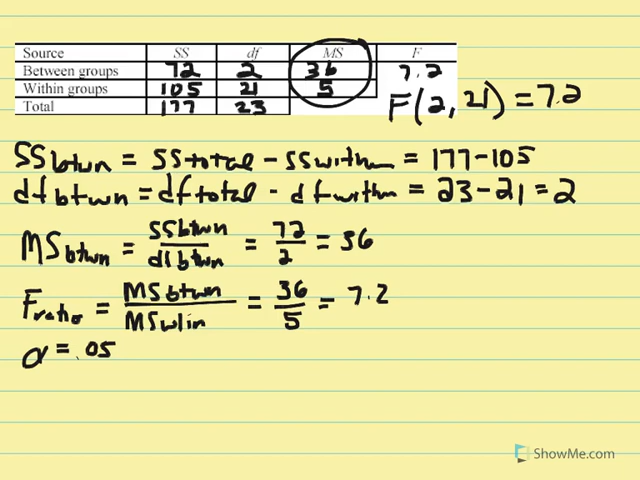 Source SS df MS F
Between groups 72 2 36 7.2
Within groups 105 21 5
Total 177 23
F(2, 21) = 7.2
SSbtwn = SStotal - SSwithin = 177-105
dfbtwn = dftotal - dfwithin = 23-21 = 2
MSbtwn = SSbtwn/dfbtwn = 72/2 = 36
Fratio = MSbtwn/MSw/in = 36/5 = 7.2
α = .05
ShowMe.com